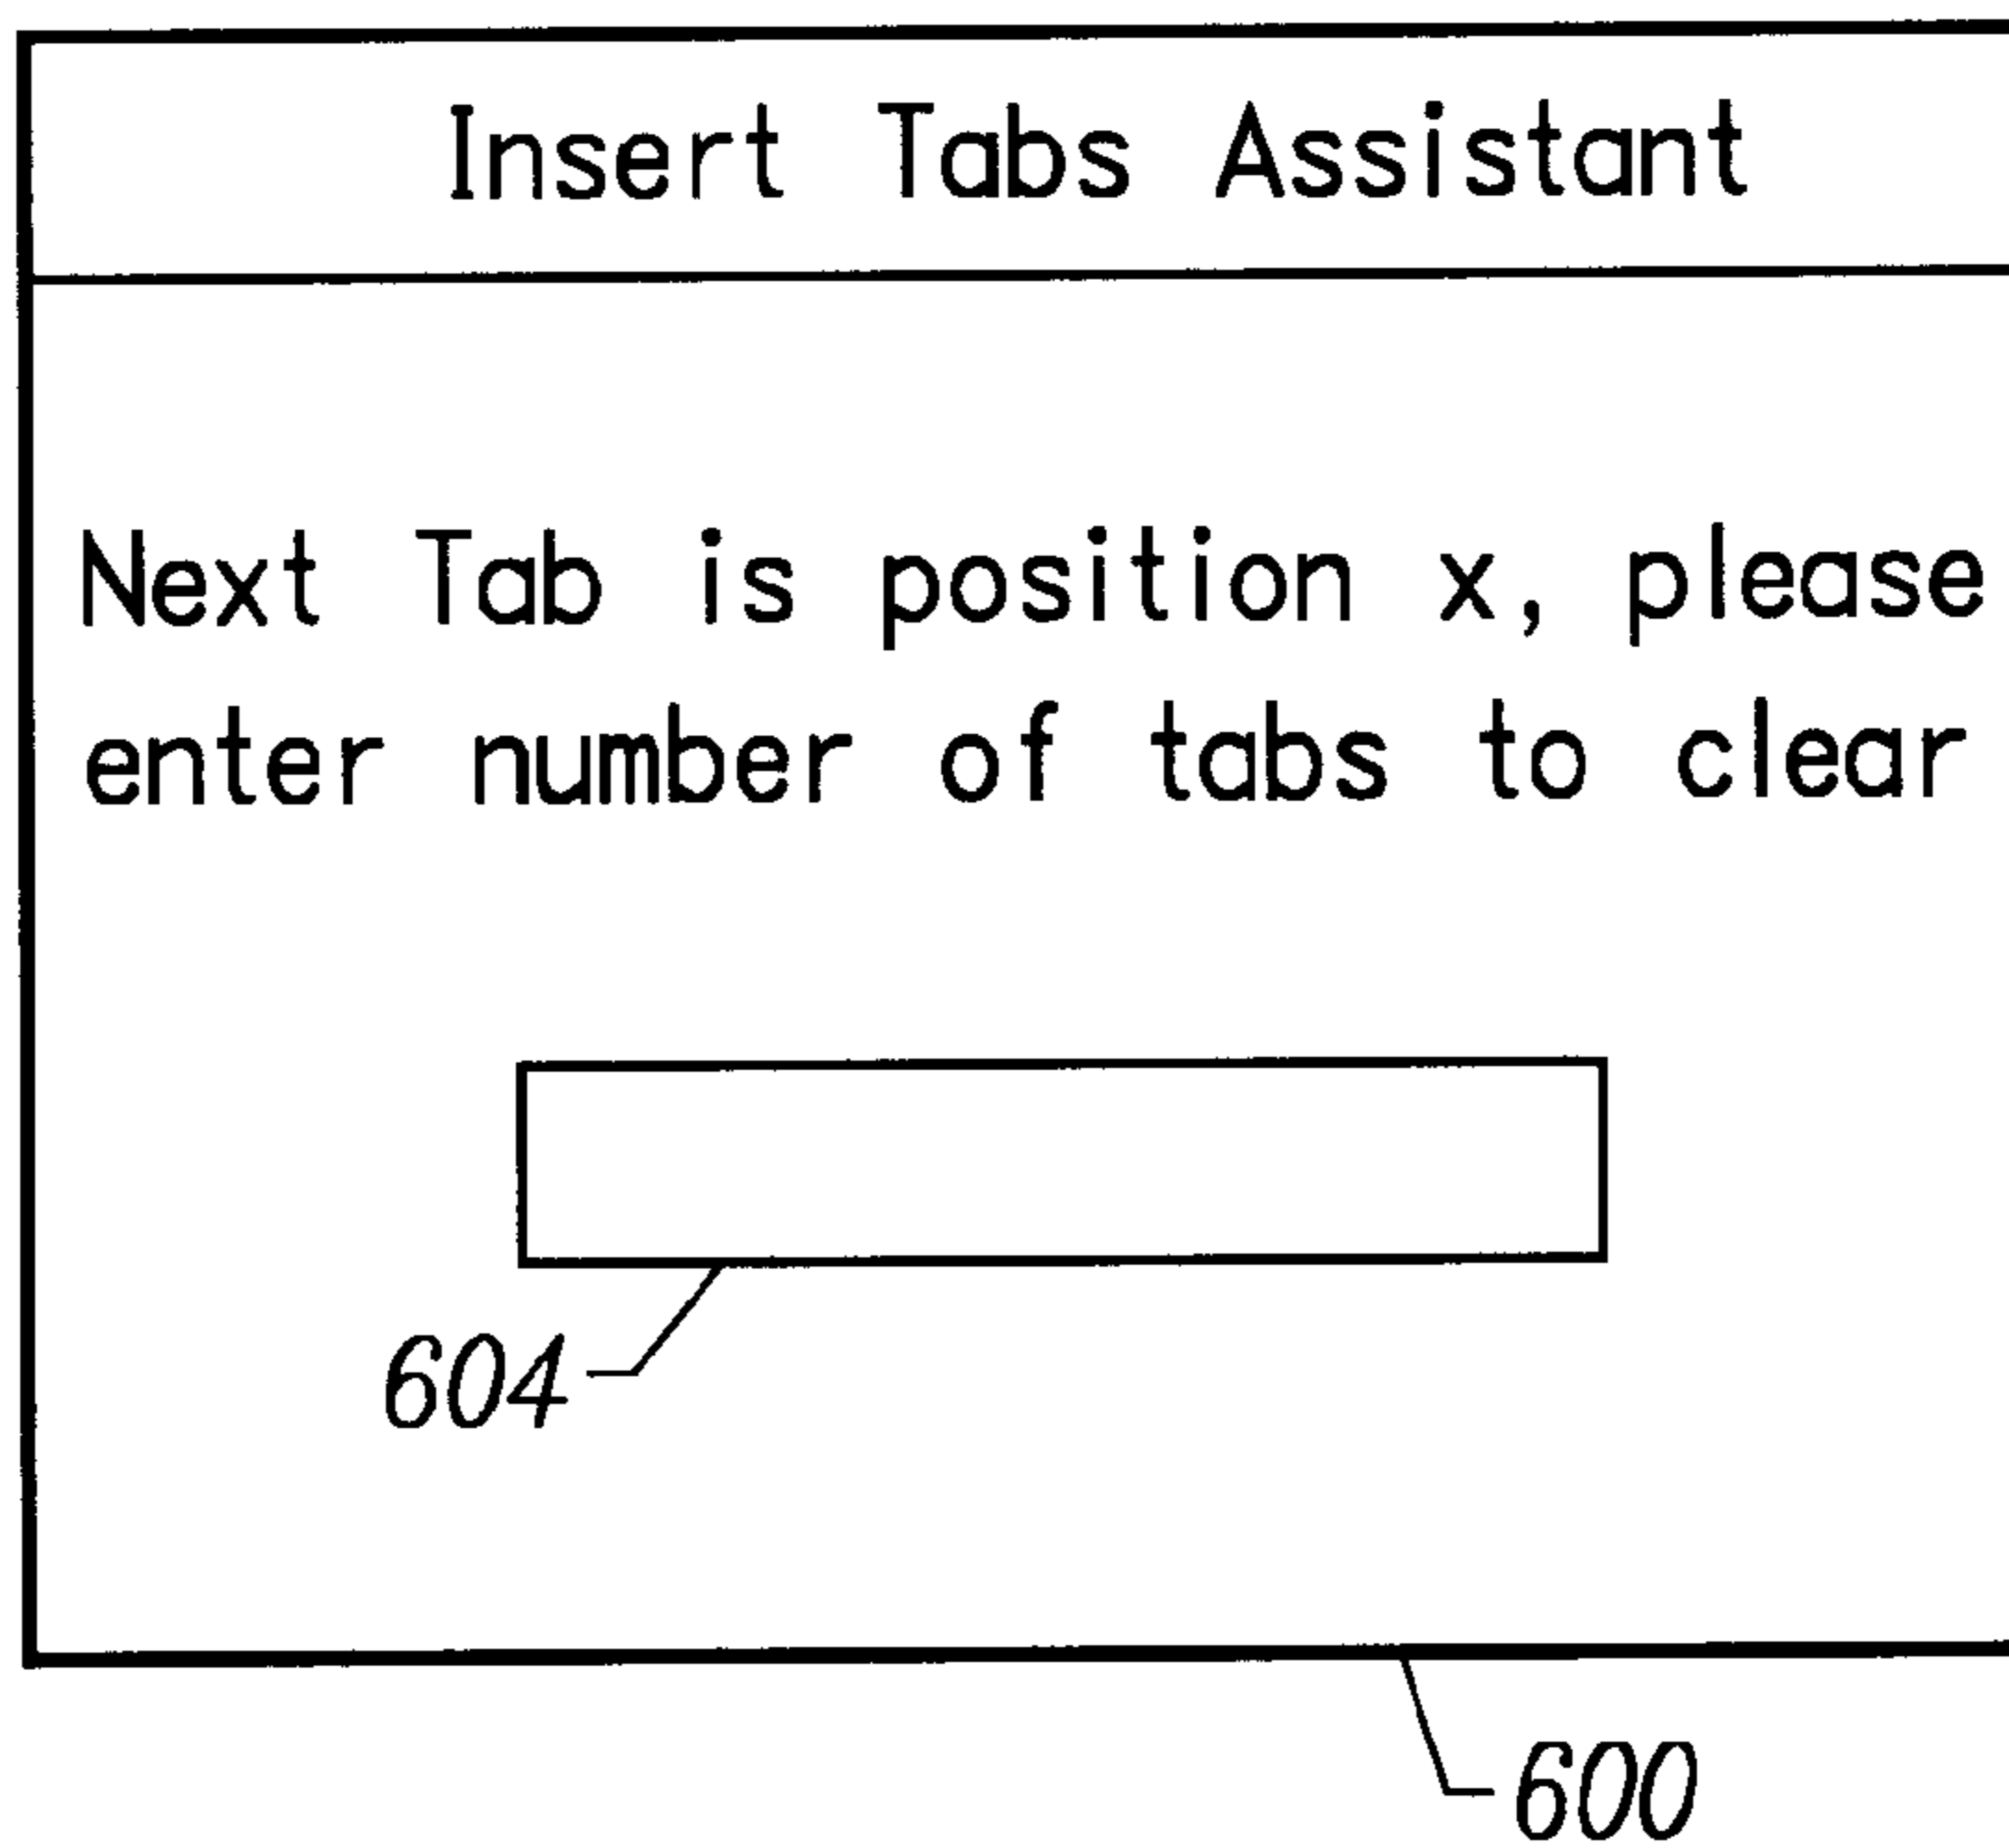 Insert Tabs Assistant
Next Tab is position x, please
enter number of tabs to clear
604
600